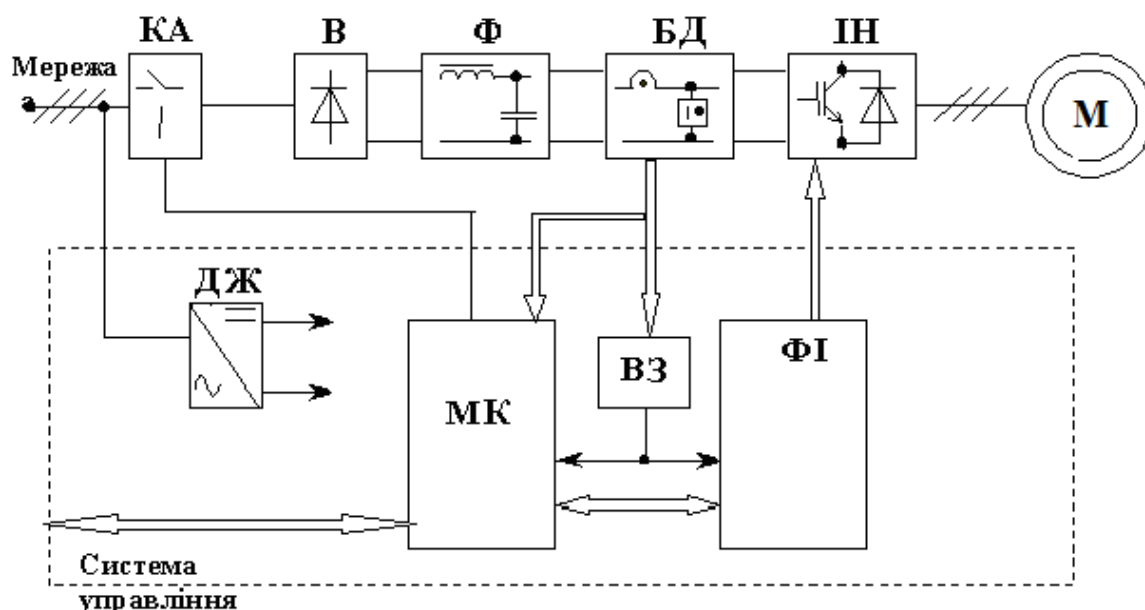 КА
В
Ф
БД
ІН
Мережа
а
М
ДЖ
ВЗ
ФІ
МК
Система
управління